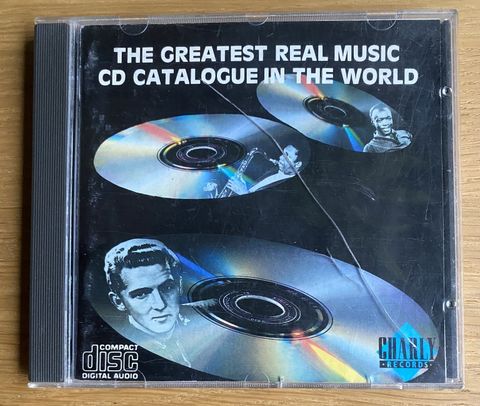 THE GREATEST REAL MUSIC
CD CATALOGUE IN THE WORLD
COMPACT
disc
DIGITAL AUDIO
CHARLY
• RECORDS •